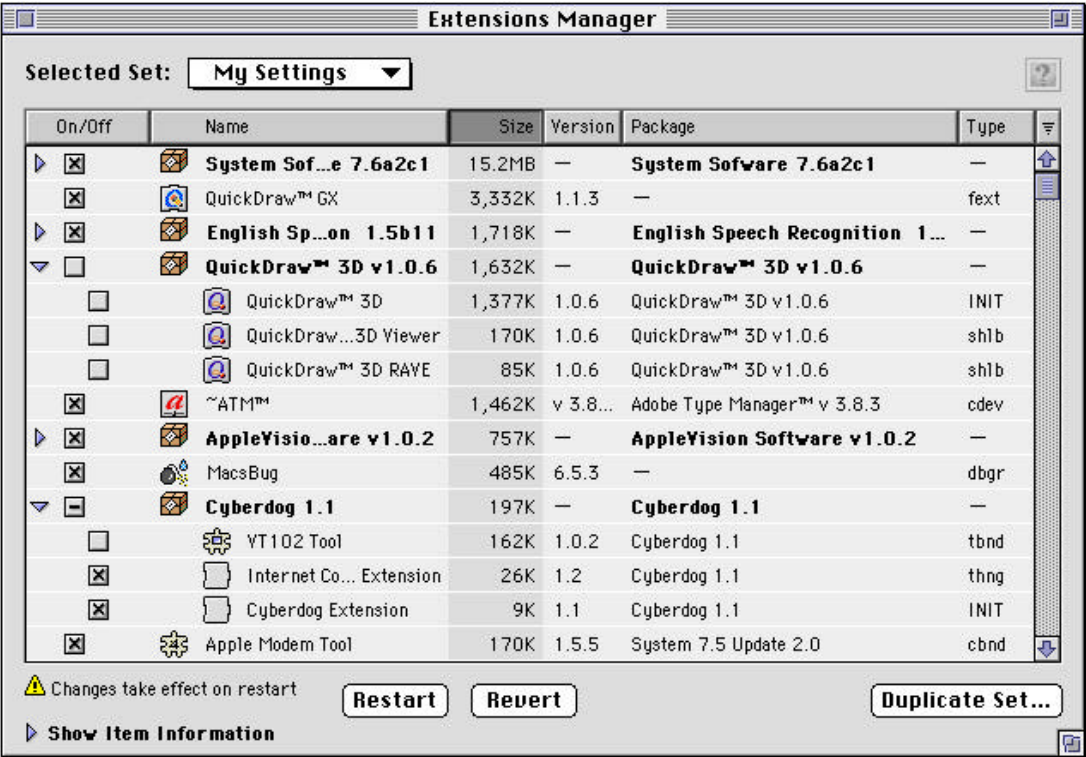 Extensions Manager
Selected Set: My Settings
On/Off Name Size Version Package Type
System Sof...e 7.6a2c1 15.2MB — System Sofware 7.6a2c1 —
QuickDraw™ GX 3,332K 1.1.3 — fext
English Sp...on 1.5b11 1,718K — English Speech Recognition 1... —
QuickDraw™ 3D v1.0.6 1,632K — QuickDraw™ 3D v1.0.6 —
QuickDraw™ 3D 1,377K 1.0.6 QuickDraw™ 3D v1.0.6 INIT
QuickDraw...3D Viewer 170K 1.0.6 QuickDraw™ 3D v1.0.6 shlb
QuickDraw™ 3D RAVE 85K 1.0.6 QuickDraw™ 3D v1.0.6 shlb
~ATM™ 1,462K v 3.8... Adobe Type Manager™ v 3.8.3 cdev
AppleVisio...are v1.0.2 757K — AppleVision Software v1.0.2 —
MacsBug 485K 6.5.3 — dbgr
Cyberdog 1.1 197K — Cyberdog 1.1 —
VT102 Tool 162K 1.0.2 Cyberdog 1.1 tbnd
Internet Co... Extension 26K 1.2 Cyberdog 1.1 thng
Cyberdog Extension 9K 1.1 Cyberdog 1.1 INIT
Apple Modem Tool 170K 1.5.5 System 7.5 Update 2.0 cbnd
Changes take effect on restart Restart Revert Duplicate Set...
Show Item Information